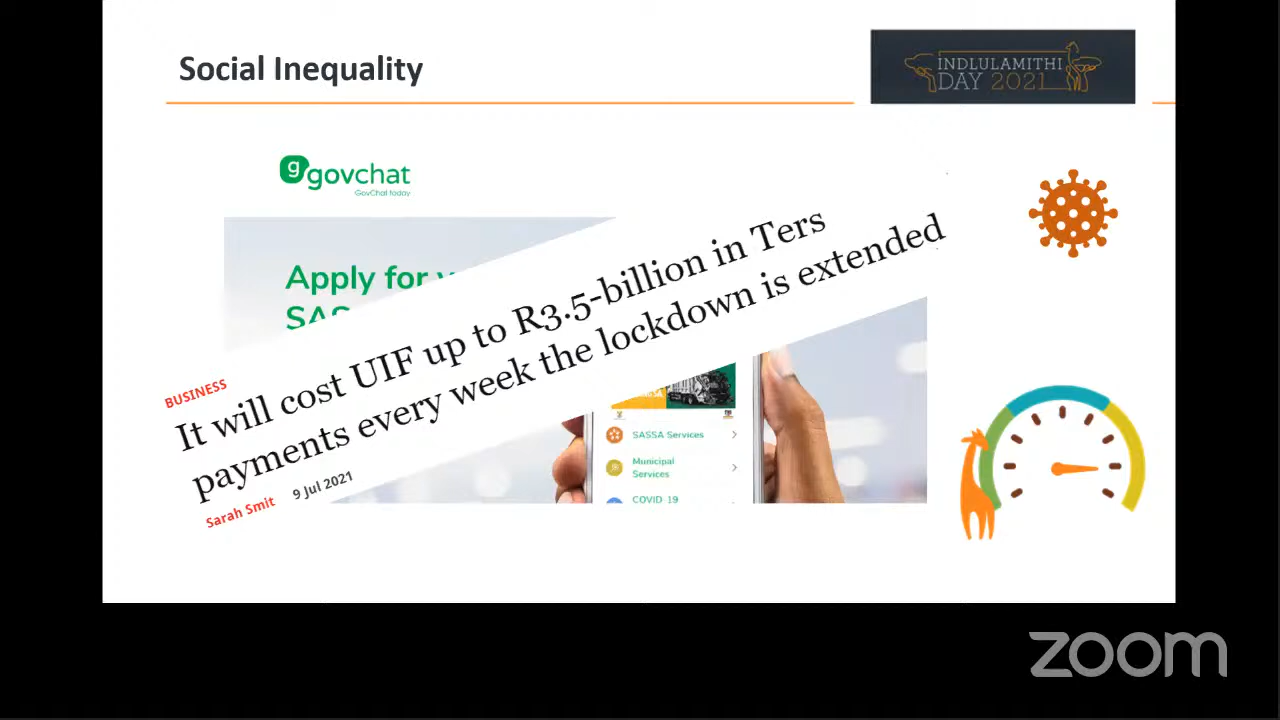 Social Inequality
INDLULAMITHI
DAY 2021
govchat
GovChat today
Apply for
BUSINESS
It will cost UIF up to R3.5-billion in Ters
payments every week the lockdown is extended
Sarah Smit 9 Jul 2021
SASSA Services
Municipal
Services
COVID 19
zoom